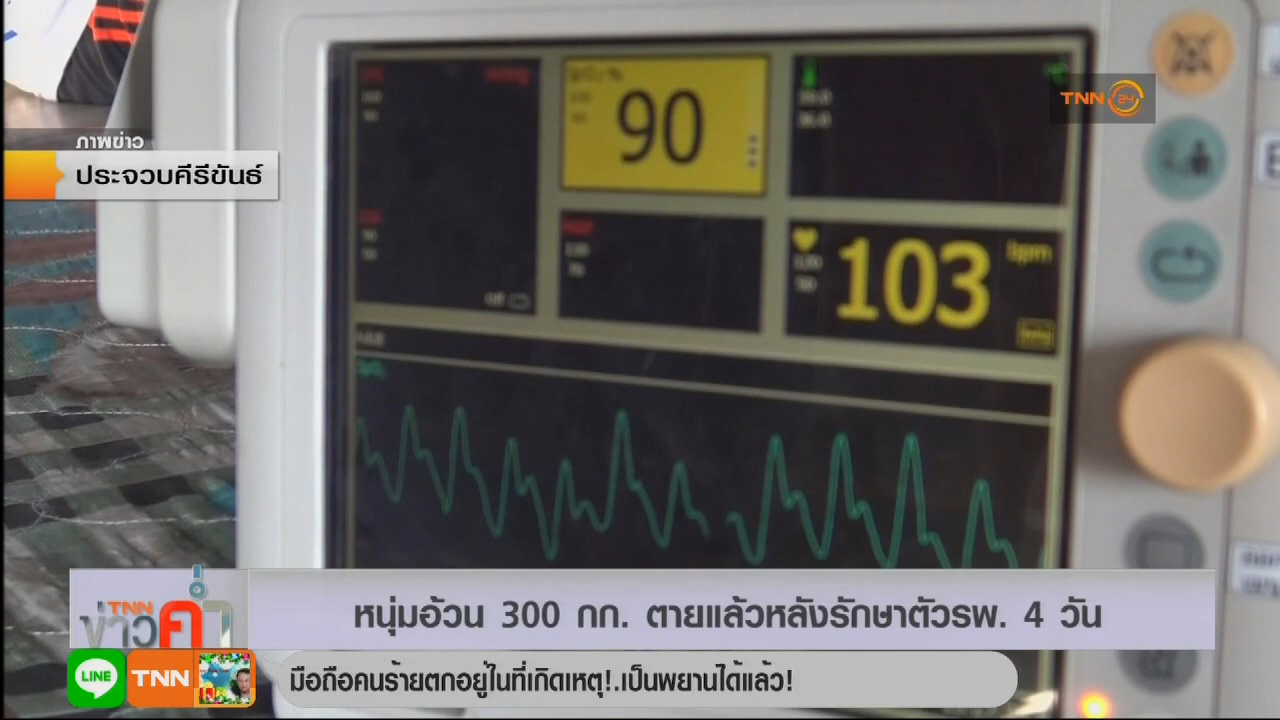 ภาพข่าว
ประจวบคีรีขันธ์
TNN 24
90
103
bpm
TNN
ข่าวค่ำ
หนุ่มอ้วน 300 กก. ตายแล้วหลังรักษาตัวรพ. 4 วัน
LINE
TNN
มือถือคนร้ายตกอยู่ในที่เกิดเหตุ!.เป็นพยานได้แล้ว!